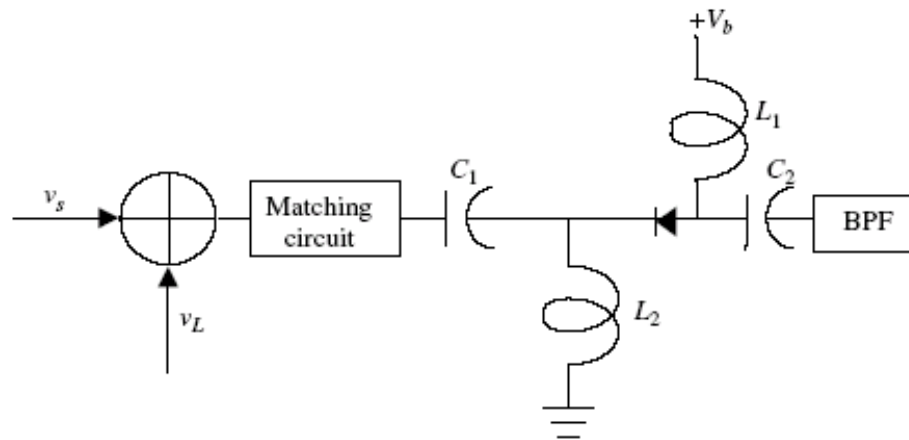 +V_b
L_1
C_1
C_2
v_s
Matching
circuit
BPF
L_2
v_L